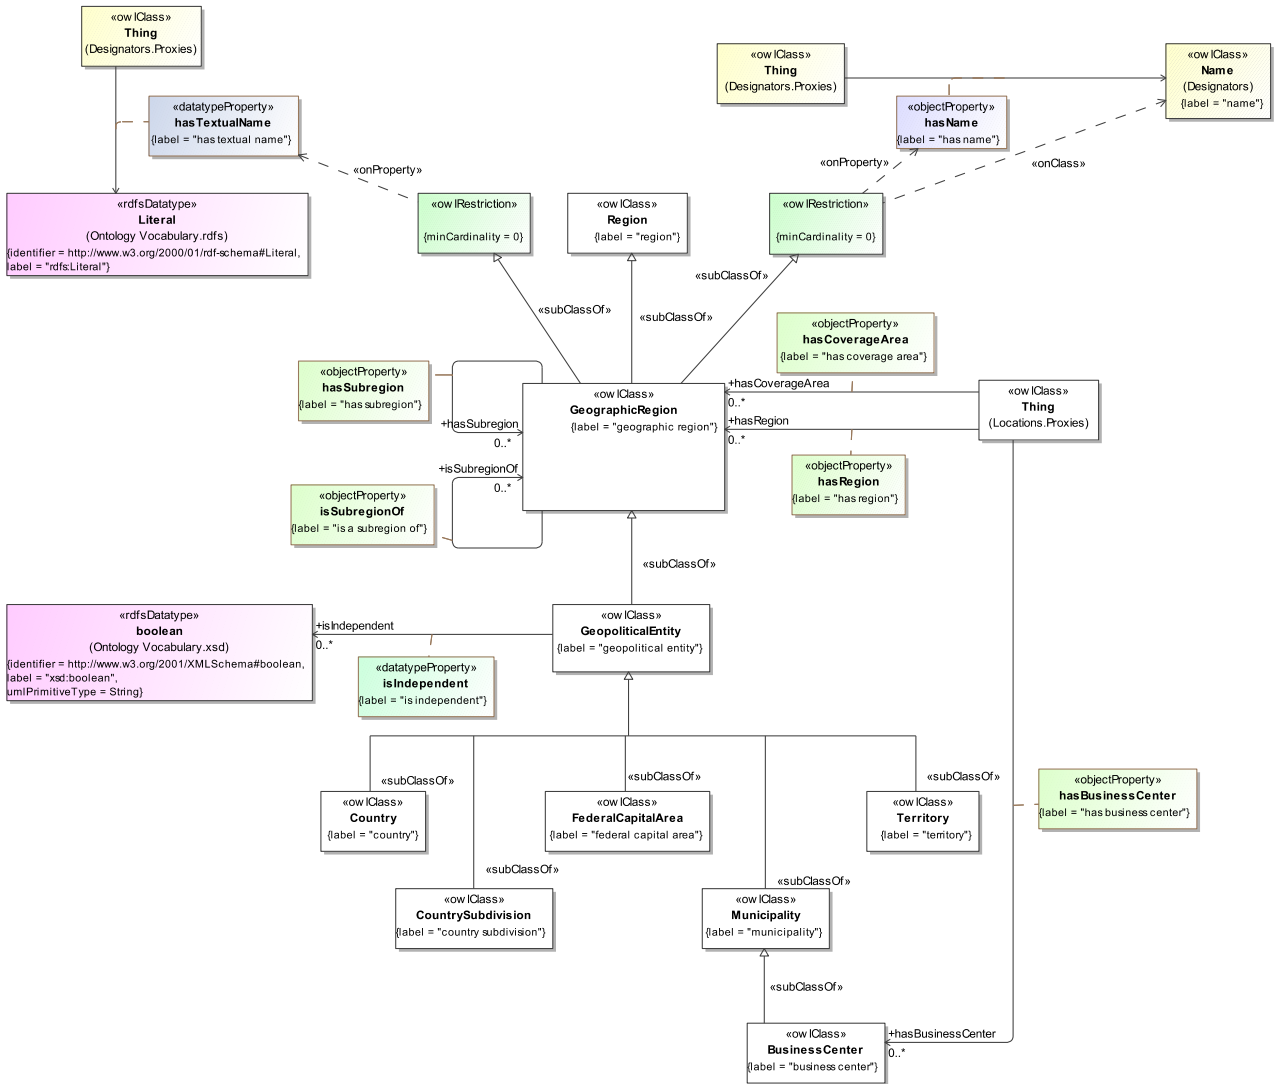 «owlClass»
Thing
(Designators.Proxies)
«datatypeProperty»
hasTextualName
{label = "has textual name"}
«rdfsDatatype»
Literal
(Ontology Vocabulary.rdfs)
{identifier = http://www.w3.org/2000/01/rdf-schema#Literal,
label = "rdfs:Literal"}
«onProperty»
«owlClass»
Thing
(Designators.Proxies)
«objectProperty»
hasName
{label = "has name"}
«owlClass»
Name
(Designators)
{label = "name"}
«onProperty»
«onClass»
«owlRestriction»
{minCardinality = 0}
«owlClass»
Region
{label = "region"}
«owlRestriction»
{minCardinality = 0}
«subClassOf»
«subClassOf»
«subClassOf»
«objectProperty»
hasCoverageArea
{label = "has coverage area"}
«objectProperty»
hasSubregion
{label = "has subregion"}
+hasSubregion
0..*
«owlClass»
GeographicRegion
{label = "geographic region"}
+hasCoverageArea
0..*
+hasRegion
0..*
«owlClass»
Thing
(Locations.Proxies)
«objectProperty»
hasRegion
{label = "has region"}
+isSubregionOf
0..*
«objectProperty»
isSubregionOf
{label = "is a subregion of"}
«subClassOf»
«rdfsDatatype»
boolean
(Ontology Vocabulary.xsd)
{identifier = http://www.w3.org/2001/XMLSchema#boolean,
label = "xsd:boolean",
umlPrimitiveType = String}
+isIndependent
0..*
«datatypeProperty»
isIndependent
{label = "is independent"}
«owlClass»
GeopoliticalEntity
{label = "geopolitical entity"}
«subClassOf»
«subClassOf»
«subClassOf»
«owlClass»
Country
{label = "country"}
«owlClass»
FederalCapitalArea
{label = "federal capital area"}
«owlClass»
Territory
{label = "territory"}
«objectProperty»
hasBusinessCenter
{label = "has business center"}
«subClassOf»
«subClassOf»
«owlClass»
CountrySubdivision
{label = "country subdivision"}
«owlClass»
Municipality
{label = "municipality"}
«subClassOf»
«owlClass»
BusinessCenter
{label = "business center"}
+hasBusinessCenter
0..*